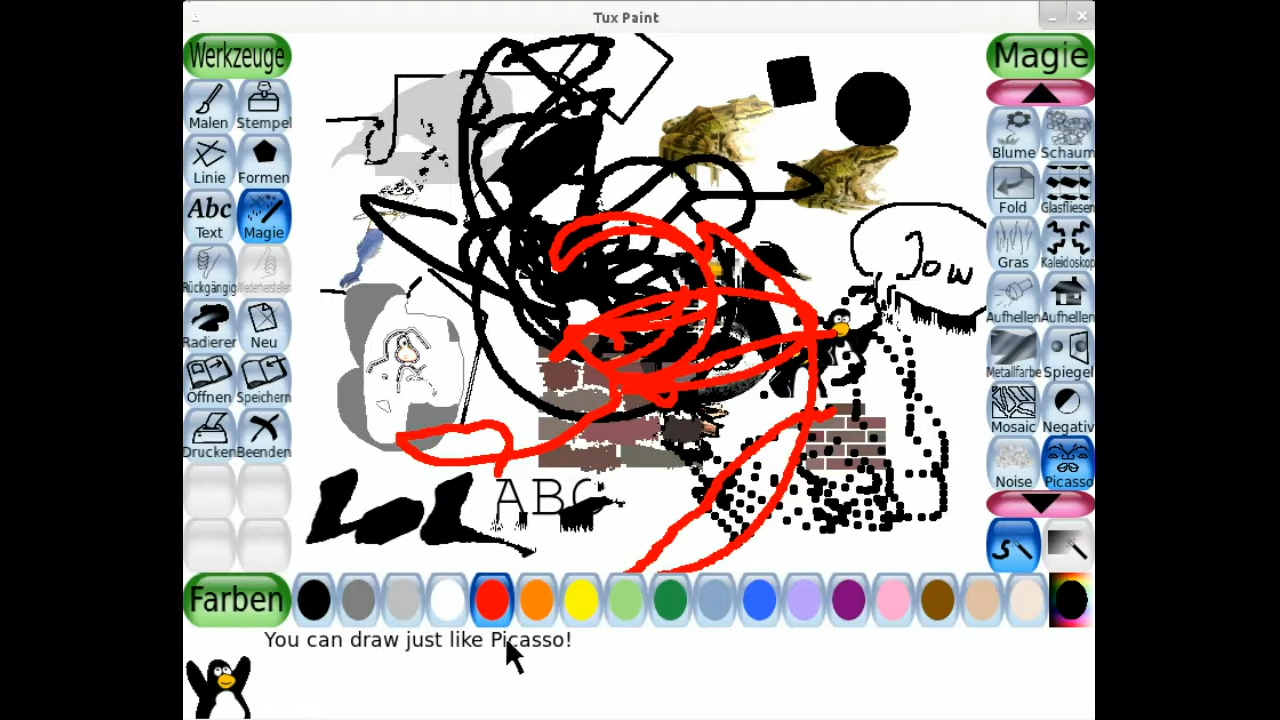 Tux Paint
Werkzeuge
Magie
Malen
Stempel
Linie
Formen
Abc
Text
Magie
Rückgängig
Wiederherstellen
Radierer
Neu
Öffnen
Speichern
Drucken
Beenden
Blume
Schaum
Fold
Glasfliesen
Gras
Kaleidoskop
Aufhellen
Aufhellen
Metallfarbe
Spiegel
Mosaic
Negativ
Noise
Picasso
Jow
LoL
ABC
Farben
You can draw just like Picasso!